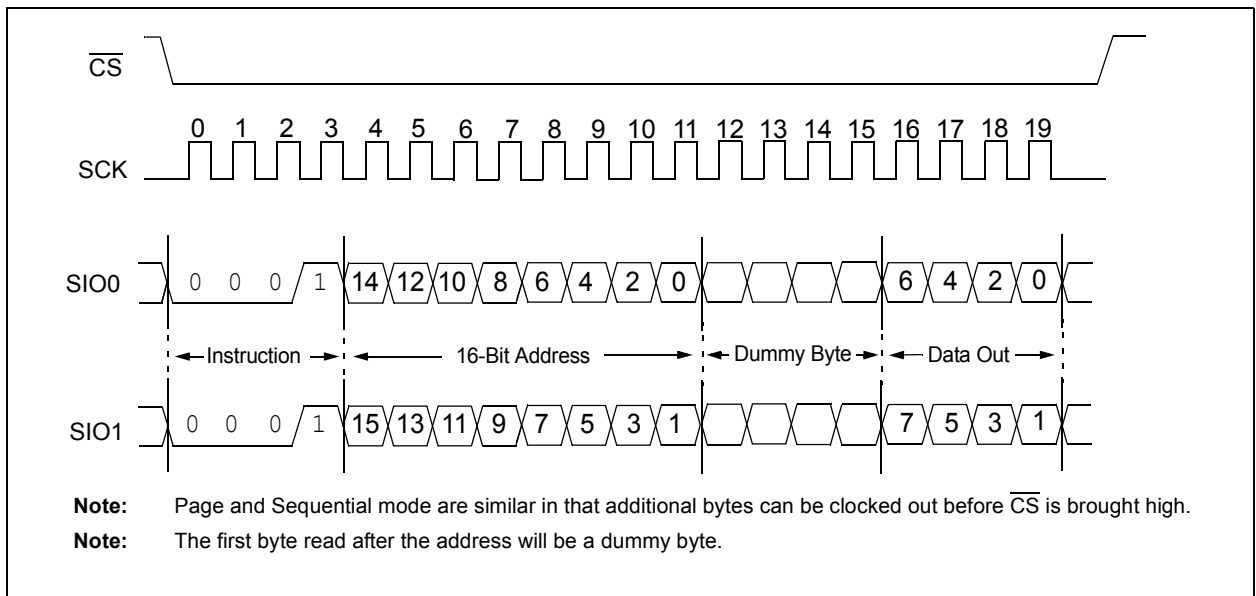 CS
0 1 2 3 4 5 6 7 8 9 10 11 12 13 14 15 16 17 18 19
SCK
SIO0 0 0 0 1 14 12 10 8 6 4 2 0 6 4 2 0
Instruction 16-Bit Address Dummy Byte Data Out
SIO1 0 0 0 1 15 13 11 9 7 5 3 1 7 5 3 1
Note: Page and Sequential mode are similar in that additional bytes can be clocked out before CS is brought high.
Note: The first byte read after the address will be a dummy byte.